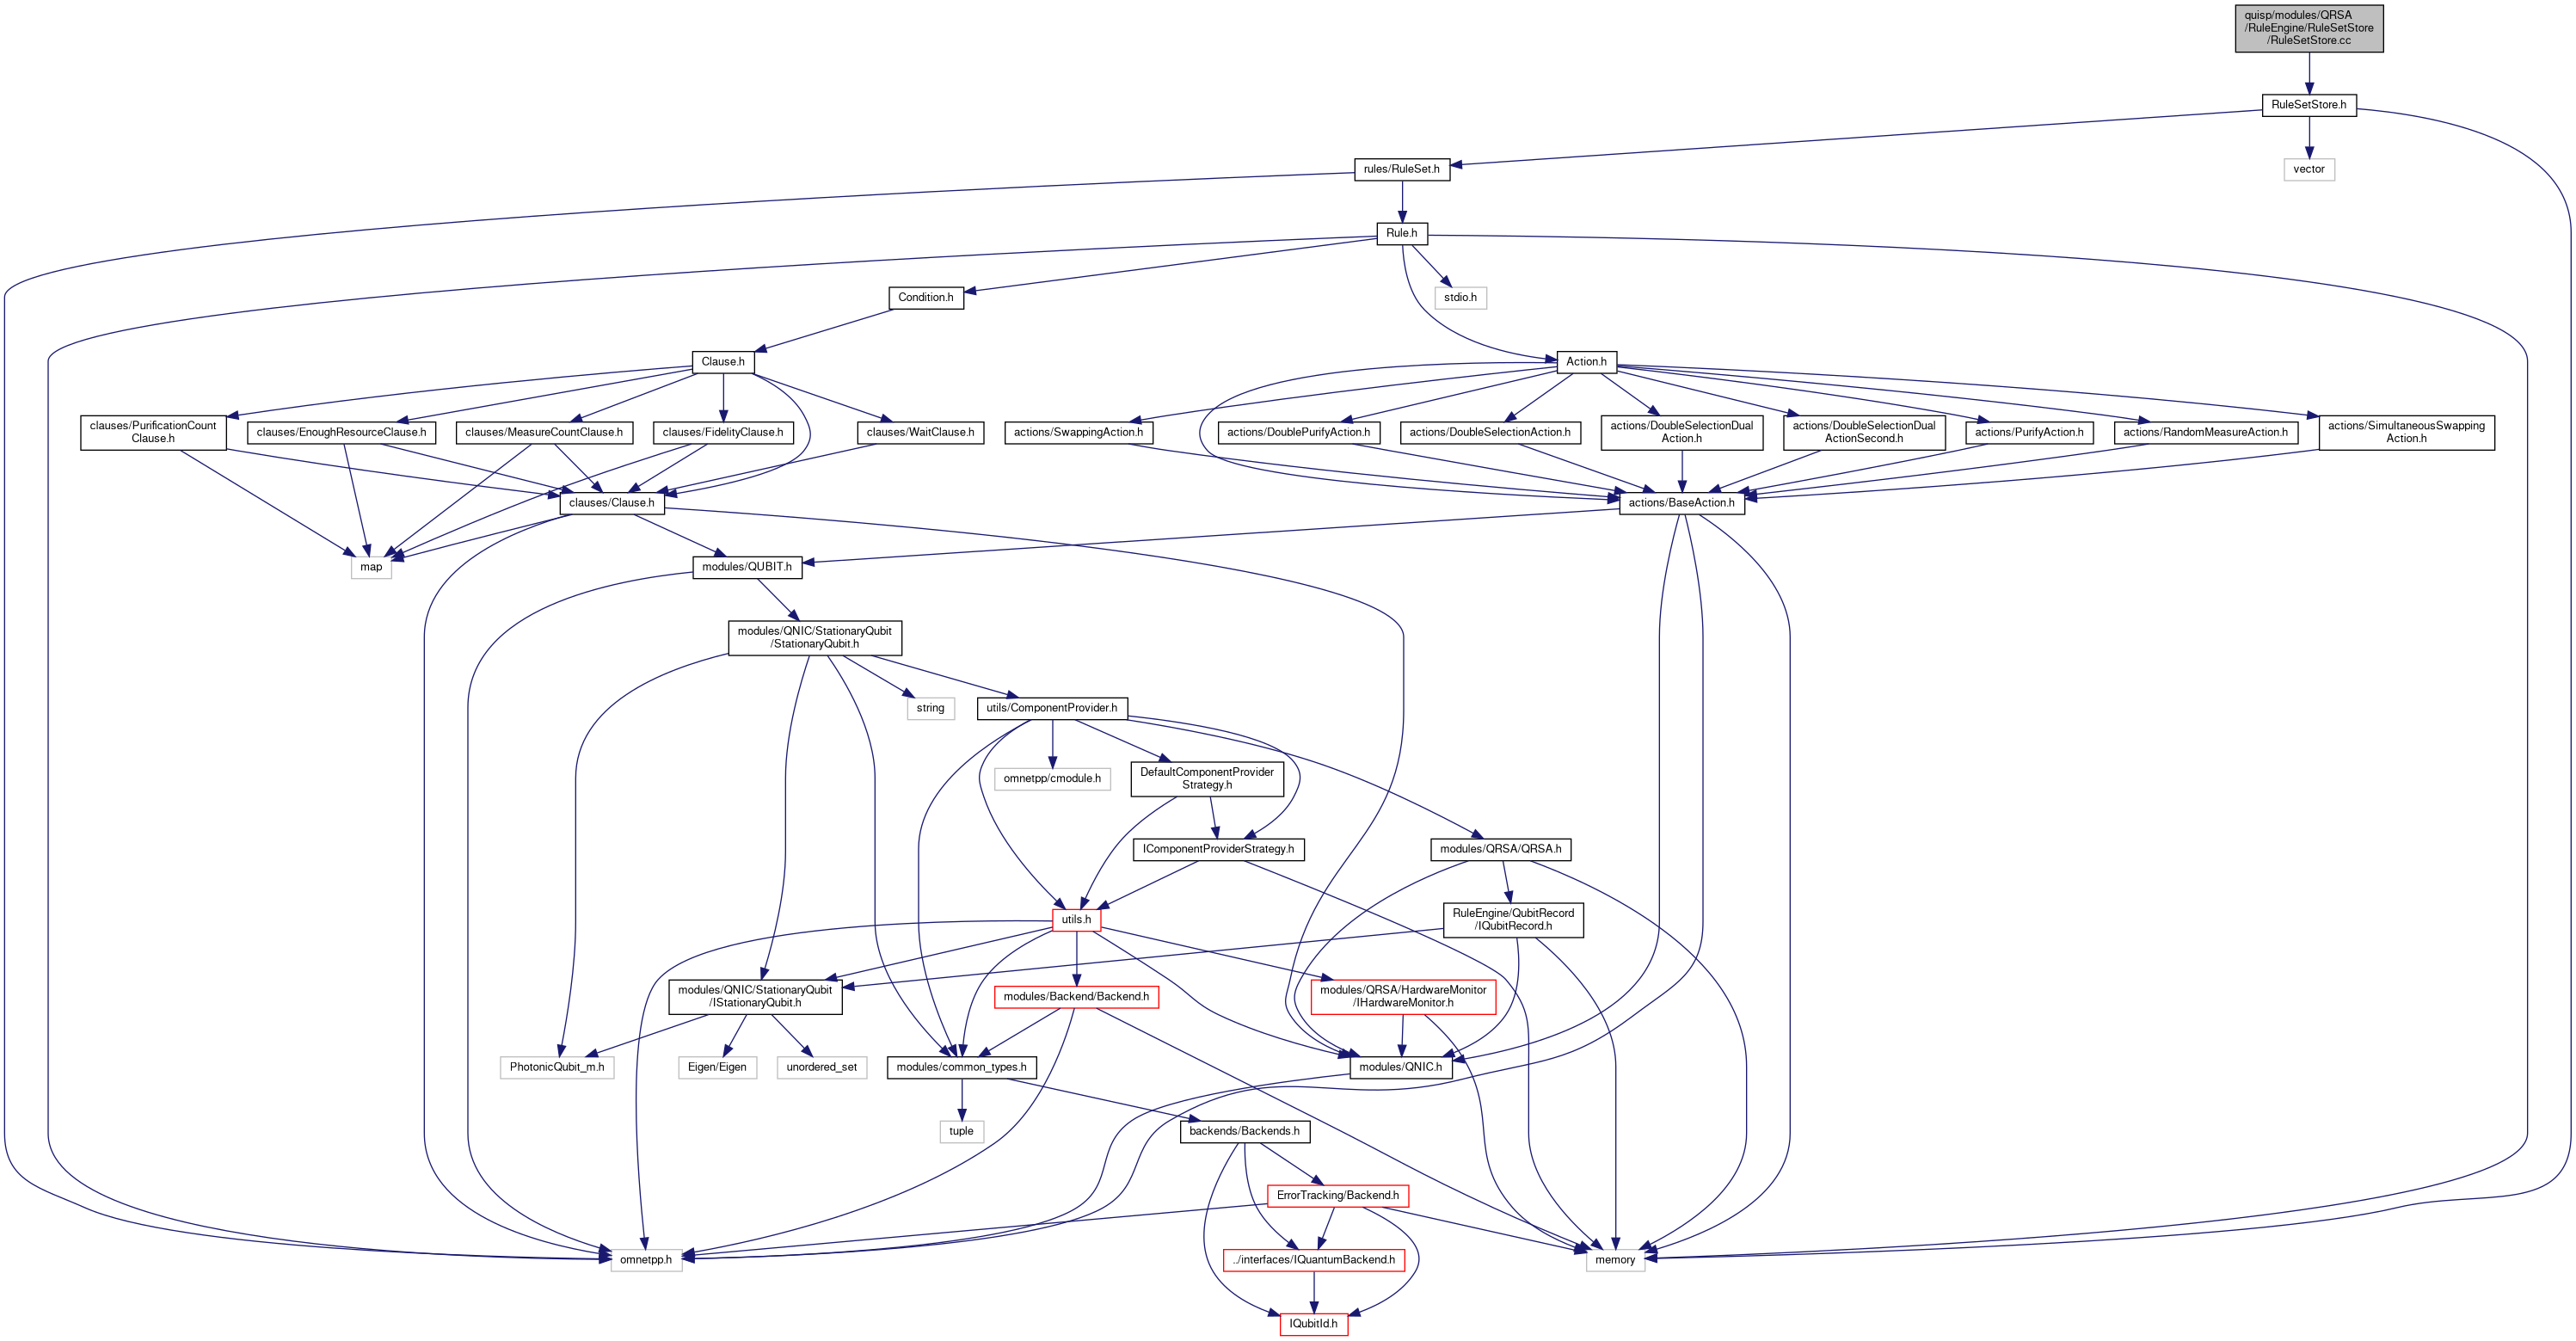 quisp/modules/QRSA
/RuleEngine/RuleSetStore
/RuleSetStore.cc
RuleSetStore.h
rules/RuleSet.h
vector
Rule.h
Condition.h
stdio.h
Clause.h
Action.h
clauses/PurificationCount
Clause.h
clauses/EnoughResourceClause.h
clauses/MeasureCountClause.h
clauses/FidelityClause.h
clauses/WaitClause.h
actions/SwappingAction.h
actions/DoublePurifyAction.h
actions/DoubleSelectionAction.h
actions/DoubleSelectionDual
Action.h
actions/DoubleSelectionDual
ActionSecond.h
actions/PurifyAction.h
actions/RandomMeasureAction.h
actions/SimultaneousSwapping
Action.h
clauses/Clause.h
actions/BaseAction.h
map
modules/QUBIT.h
modules/QNIC/StationaryQubit
/StationaryQubit.h
utils/ComponentProvider.h
string
omnetpp/cmodule.h
DefaultComponentProvider
Strategy.h
IComponentProviderStrategy.h
modules/QRSA/QRSA.h
utils.h
RuleEngine/QubitRecord
/IQubitRecord.h
modules/QNIC/StationaryQubit
/IStationaryQubit.h
modules/Backend/Backend.h
modules/QRSA/HardwareMonitor
/IHardwareMonitor.h
PhotonicQubit_m.h
Eigen/Eigen
unordered_set
modules/common_types.h
modules/QNIC.h
tuple
backends/Backends.h
ErrorTracking/Backend.h
omnetpp.h
../interfaces/IQuantumBackend.h
memory
IQubitId.h